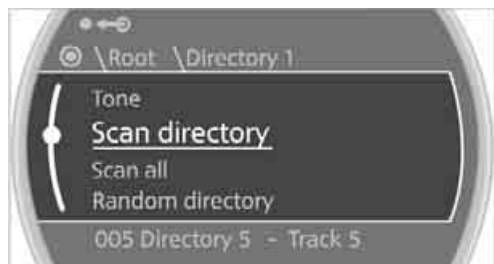 \Root \Directory 1
Tone
Scan directory
Scan all
Random directory
005 Directory 5 - Track 5